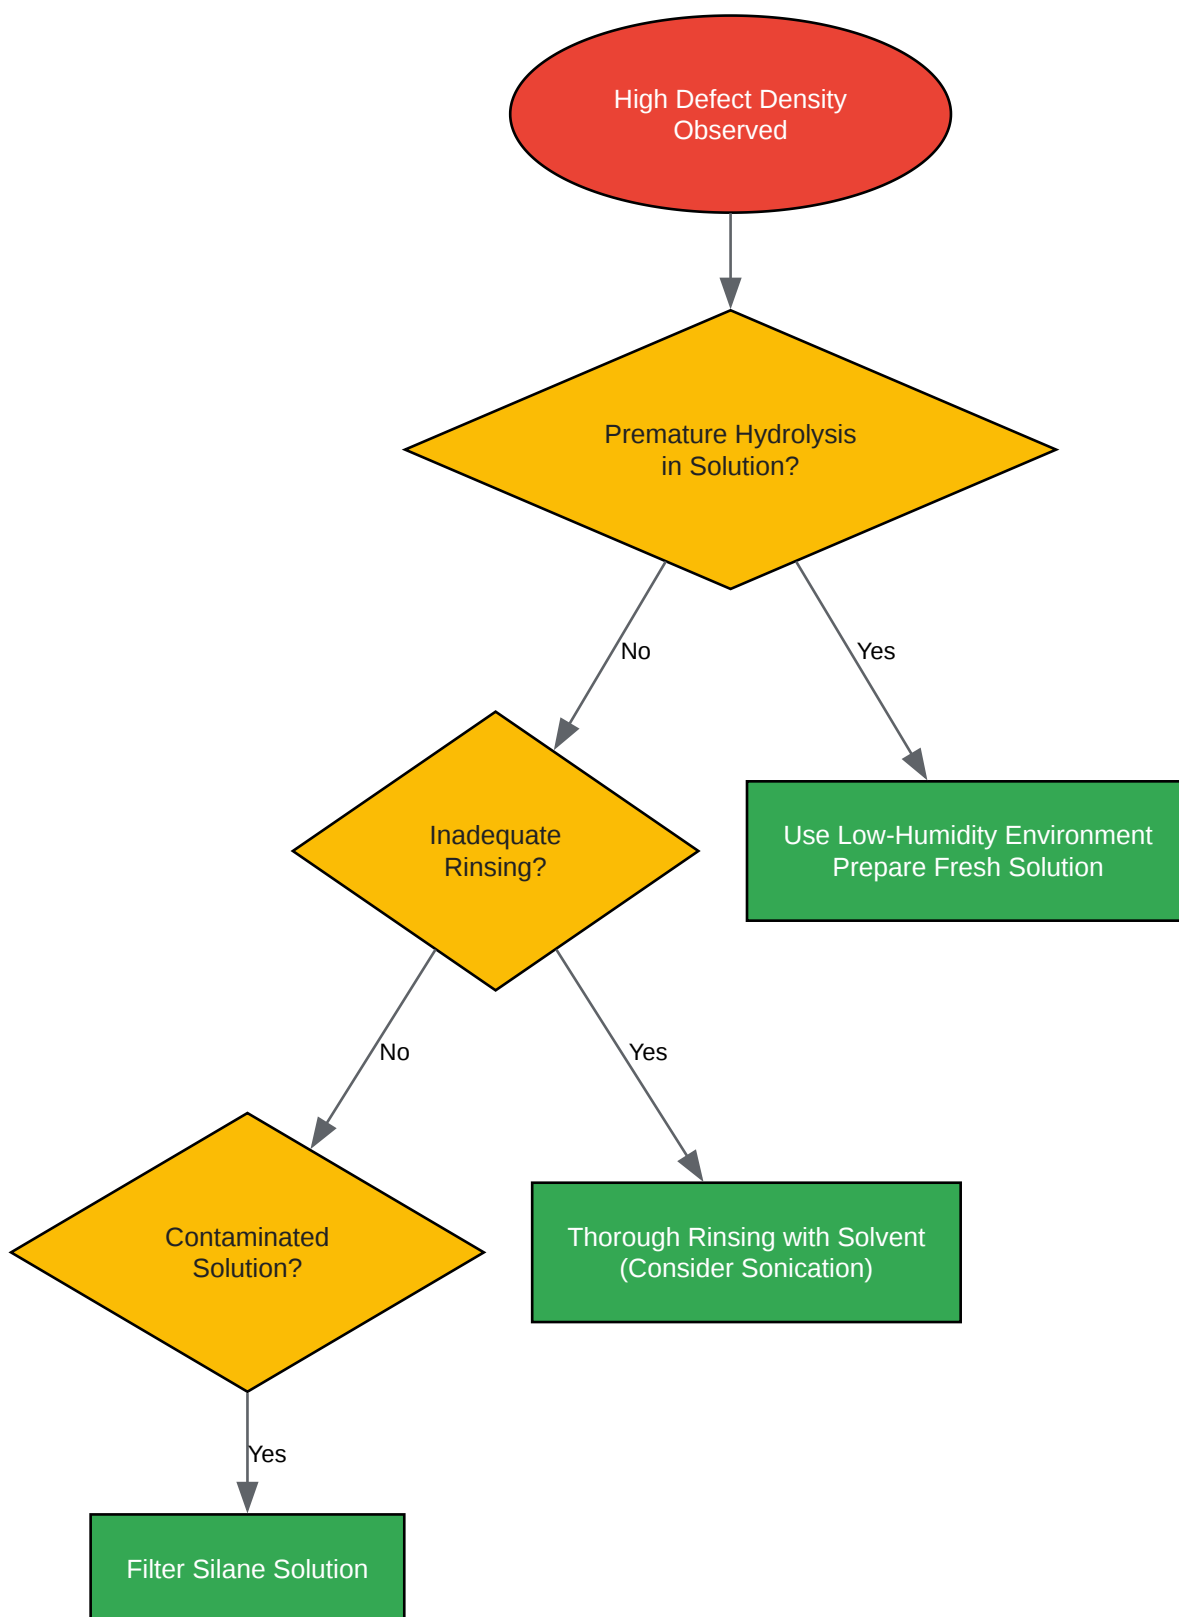 High Defect Density
Observed
Premature Hydrolysis
in Solution?
No
Yes
Inadequate
Rinsing?
Use Low-Humidity Environment
Prepare Fresh Solution
No
Yes
Contaminated
Solution?
Thorough Rinsing with Solvent
(Consider Sonication)
Yes
Filter Silane Solution